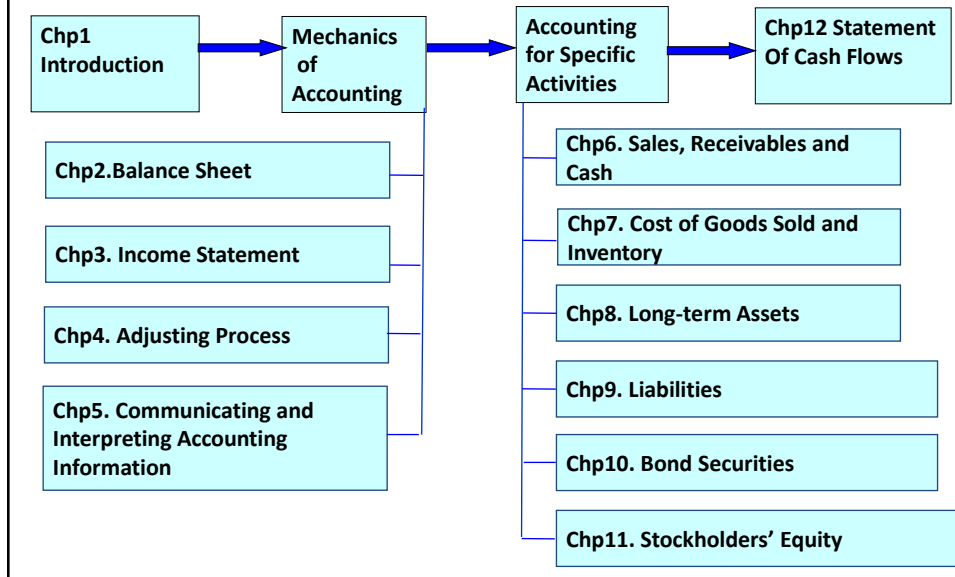 Chp1
Introduction
Mechanics
of
Accounting
Accounting
for Specific
Activities
Chp12 Statement
Of Cash Flows
Chp2.Balance Sheet
Chp3. Income Statement
Chp4. Adjusting Process
Chp5. Communicating and
Interpreting Accounting
Information
Chp6. Sales, Receivables and
Cash
Chp7. Cost of Goods Sold and
Inventory
Chp8. Long-term Assets
Chp9. Liabilities
Chp10. Bond Securities
Chp11. Stockholders’ Equity